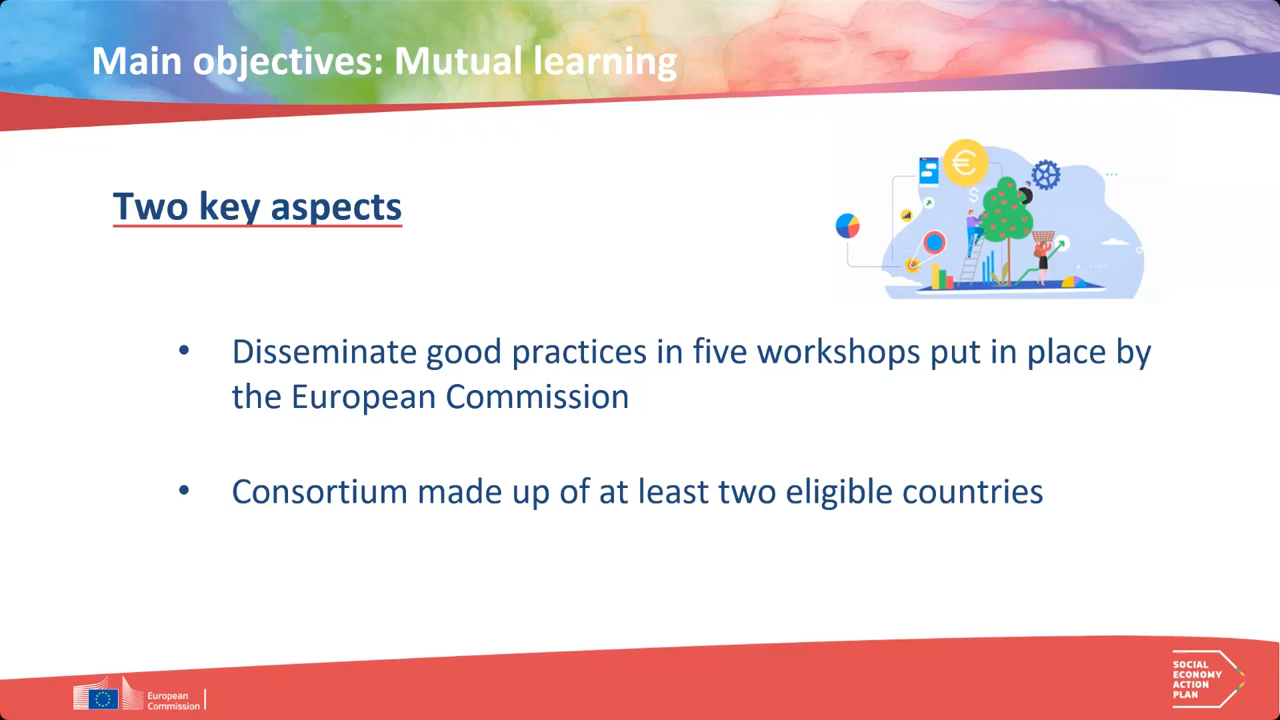 Main objectives: Mutual learning
Two key aspects
€
$
• Disseminate good practices in five workshops put in place by
the European Commission
• Consortium made up of at least two eligible countries
European
Commission
SOCIAL
ECONOMY
ACTION
PLAN